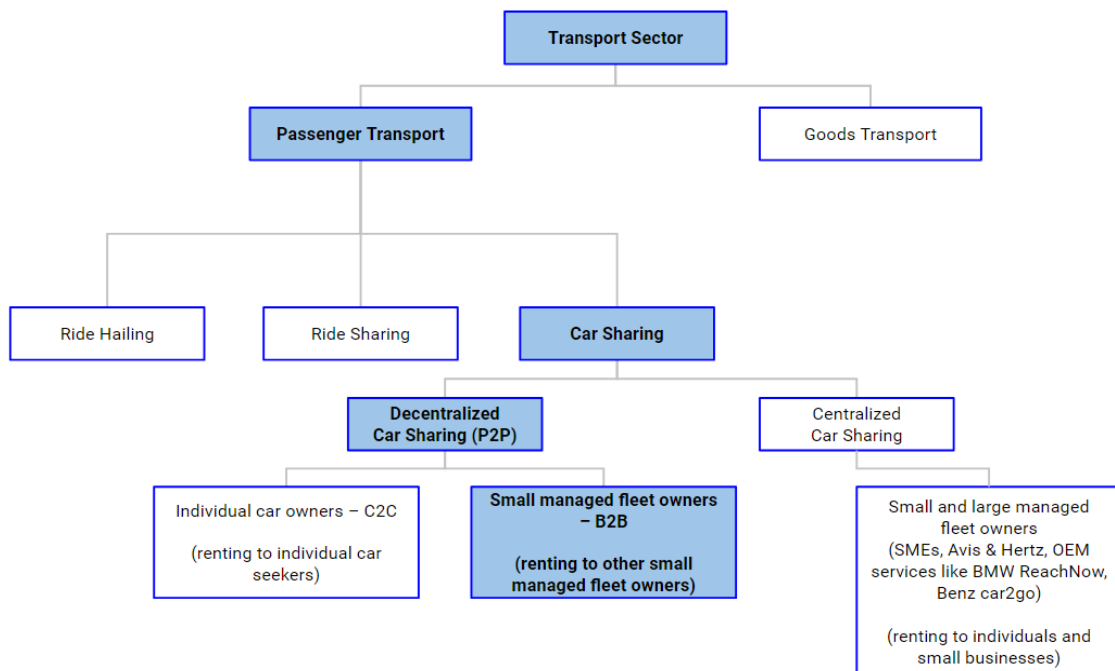 Transport Sector
Passenger Transport
Goods Transport
Ride Hailing
Ride Sharing
Car Sharing
Decentralized
Car Sharing (P2P)
Centralized
Car Sharing
Individual car owners – C2C
(renting to individual car
seekers)
Small managed fleet owners
– B2B
(renting to other small
managed fleet owners)
Small and large managed
fleet owners
(SMEs, Avis & Hertz, OEM
services like BMW ReachNow,
Benz car2go)
(renting to individuals and
small businesses)